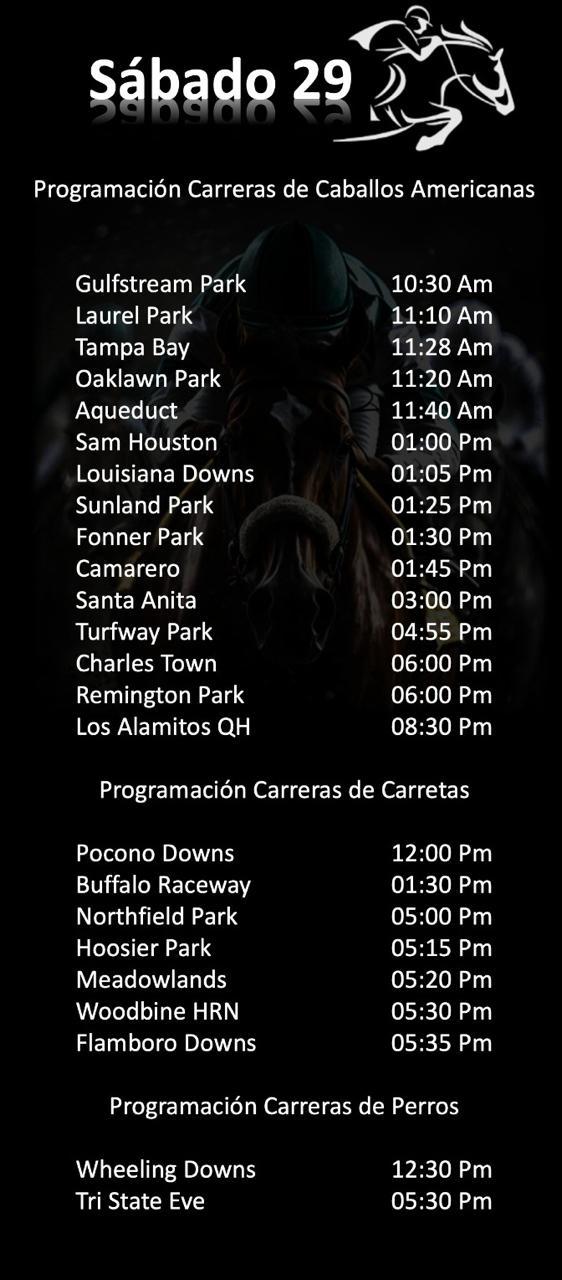 Sábado 29
Programación Carreras de Caballos Americanas
Gulfstream Park 10:30 Am
Laurel Park 11:10 Am
Tampa Bay 11:28 Am
Oaklawn Park 11:20 Am
Aqueduct 11:40 Am
Sam Houston 01:00 Pm
Louisiana Downs 01:05 Pm
Sunland Park 01:25 Pm
Fonner Park 01:30 Pm
Camarero 01:45 Pm
Santa Anita 03:00 Pm
Turfway Park 04:55 Pm
Charles Town 06:00 Pm
Remington Park 06:00 Pm
Los Alamitos QH 08:30 Pm
Programación Carreras de Carretas
Pocono Downs 12:00 Pm
Buffalo Raceway 01:30 Pm
Northfield Park 05:00 Pm
Hoosier Park 05:15 Pm
Meadowlands 05:20 Pm
Woodbine HRN 05:30 Pm
Flamboro Downs 05:35 Pm
Programación Carreras de Perros
Wheeling Downs 12:30 Pm
Tri State Eve 05:30 Pm